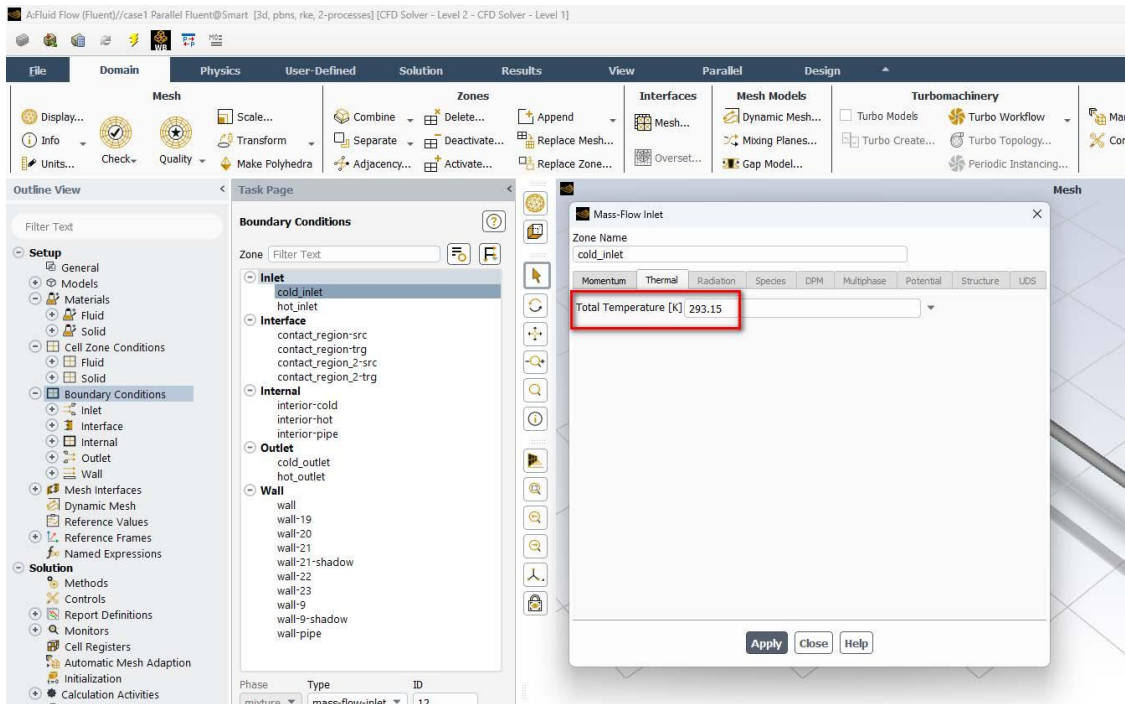 A:Fluid Flow (Fluent)//case1 Parallel Fluent@Smart [3d, pbns, rke, 2-processes] [CFD Solver - Level 2 - CFD Solver - Level 1]
WB
File Domain Physics User-Defined Solution Results View Parallel Design
Mesh Zones Interfaces Mesh Models Turbomachinery
Display... Scale... Combine Delete... Append Mesh... Dynamic Mesh... Turbo Models Turbo Workflow
Info Transform Separate Deactivate... Replace Mesh... Mixing Planes... Turbo Create... Turbo Topology...
Units... Check Quality Make Polyhedra Adjacency... Activate... Replace Zone... Overset... Gap Model... Periodic Instancing...
Outline View
Filter Text
Setup
General
Models
Materials
Fluid
Solid
Cell Zone Conditions
Fluid
Solid
Boundary Conditions
Inlet
Interface
Internal
Outlet
Wall
Mesh Interfaces
Dynamic Mesh
Reference Values
Reference Frames
Named Expressions
Solution
Methods
Controls
Report Definitions
Monitors
Cell Registers
Automatic Mesh Adaption
Initialization
Calculation Activities
Task Page
Boundary Conditions
Zone Filter Text
Inlet
cold_inlet
hot_inlet
Interface
contact_region-src
contact_region-trg
contact_region_2-src
contact_region_2-trg
Internal
interior-cold
interior-hot
interior-pipe
Outlet
cold_outlet
hot_outlet
Wall
wall
wall-19
wall-20
wall-21
wall-21-shadow
wall-22
wall-23
wall-9
wall-9-shadow
wall-pipe
Phase Type ID
mixture mass-flow-inlet 12
Mesh
Mass-Flow Inlet
Zone Name
cold_inlet
Momentum Thermal Radiation Species DPM Multiphase Potential Structure UDS
Total Temperature [K] 293.15
Apply Close Help